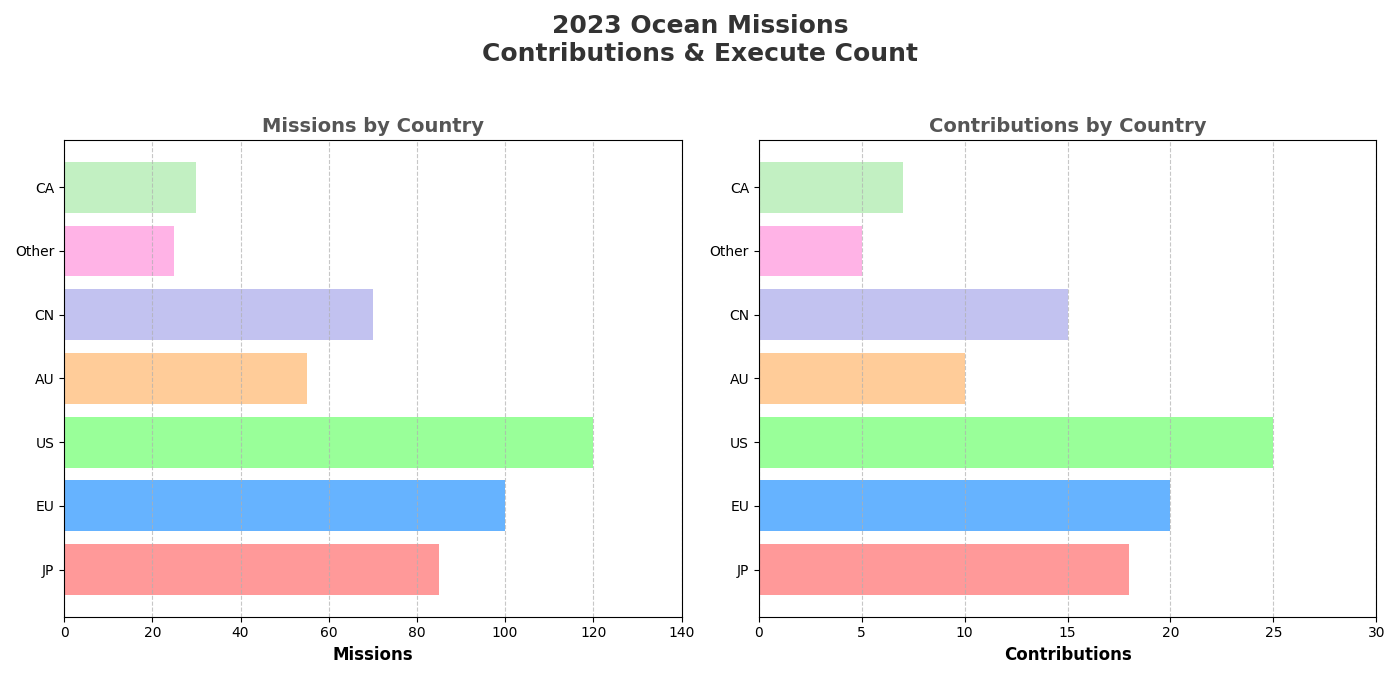 2023 Ocean Missions
Contributions & Execute Count
Missions by Country
CA
Other
CN
AU
US
EU
JP
0 20 40 60 80 100 120 140
Missions
Contributions by Country
CA
Other
CN
AU
US
EU
JP
0 5 10 15 20 25 30
Contributions